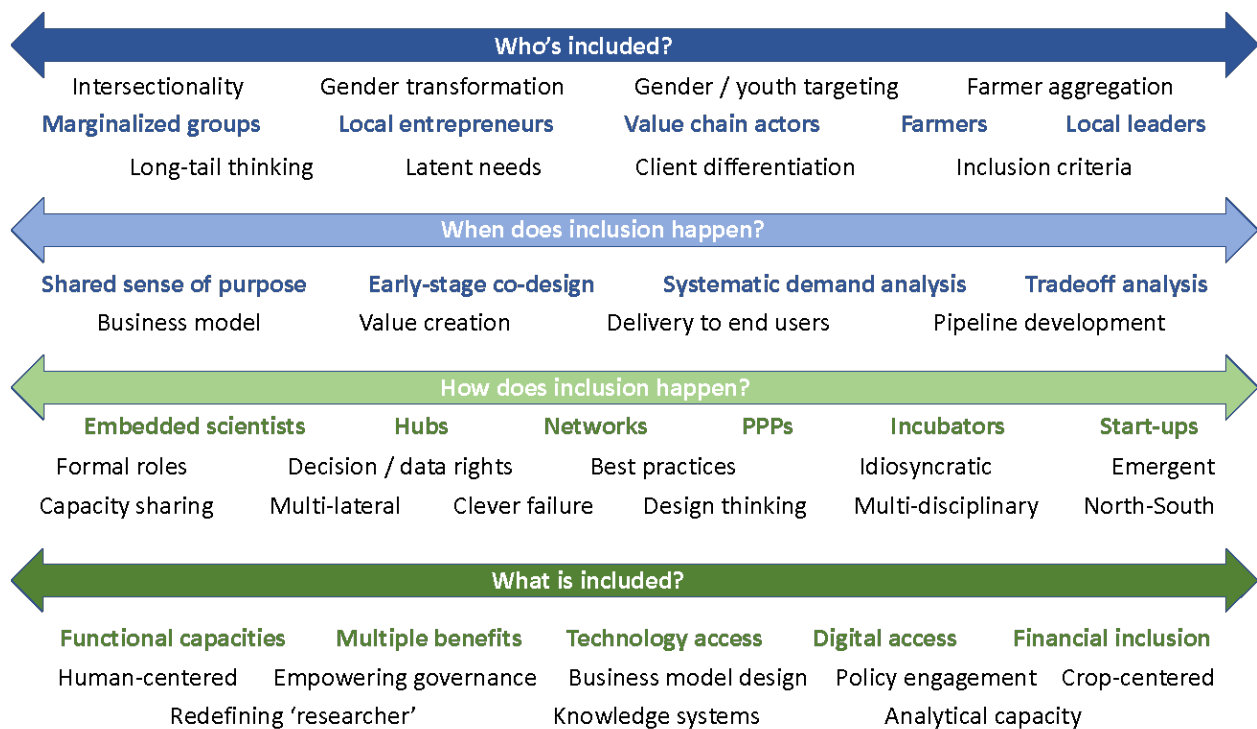 Who's included?
Intersectionality Gender transformation Gender / youth targeting Farmer aggregation
Marginalized groups Local entrepreneurs Value chain actors Farmers Local leaders
Long-tail thinking Latent needs Client differentiation Inclusion criteria
When does inclusion happen?
Shared sense of purpose Early-stage co-design Systematic demand analysis Tradeoff analysis
Business model Value creation Delivery to end users Pipeline development
How does inclusion happen?
Embedded scientists Hubs Networks PPPs Incubators Start-ups
Formal roles Decision / data rights Best practices Idiosyncratic Emergent
Capacity sharing Multi-lateral Clever failure Design thinking Multi-disciplinary North-South
What is included?
Functional capacities Multiple benefits Technology access Digital access Financial inclusion
Human-centered Empowering governance Business model design Policy engagement Crop-centered
Redefining ‘researcher’ Knowledge systems Analytical capacity